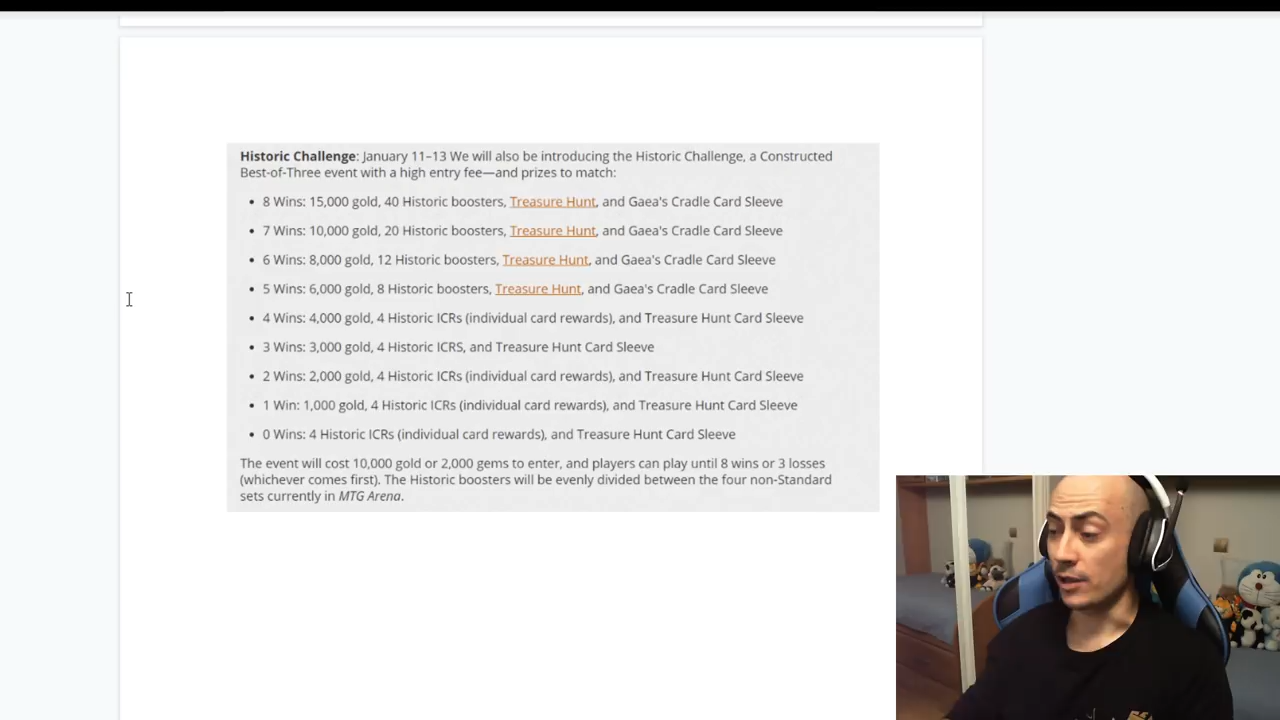 Historic Challenge: January 11–13 We will also be introducing the Historic Challenge, a Constructed
Best-of-Three event with a high entry fee—and prizes to match:
• 8 Wins: 15,000 gold, 40 Historic boosters, Treasure Hunt, and Gaea's Cradle Card Sleeve
• 7 Wins: 10,000 gold, 20 Historic boosters, Treasure Hunt, and Gaea's Cradle Card Sleeve
• 6 Wins: 8,000 gold, 12 Historic boosters, Treasure Hunt, and Gaea's Cradle Card Sleeve
• 5 Wins: 6,000 gold, 8 Historic boosters, Treasure Hunt, and Gaea's Cradle Card Sleeve
• 4 Wins: 4,000 gold, 4 Historic ICRs (individual card rewards), and Treasure Hunt Card Sleeve
• 3 Wins: 3,000 gold, 4 Historic ICRS, and Treasure Hunt Card Sleeve
• 2 Wins: 2,000 gold, 4 Historic ICRs (individual card rewards), and Treasure Hunt Card Sleeve
• 1 Win: 1,000 gold, 4 Historic ICRs (individual card rewards), and Treasure Hunt Card Sleeve
• 0 Wins: 4 Historic ICRs (individual card rewards), and Treasure Hunt Card Sleeve
The event will cost 10,000 gold or 2,000 gems to enter, and players can play until 8 wins or 3 losses
(whichever comes first). The Historic boosters will be evenly divided between the four non-Standard
sets currently in MTG Arena.